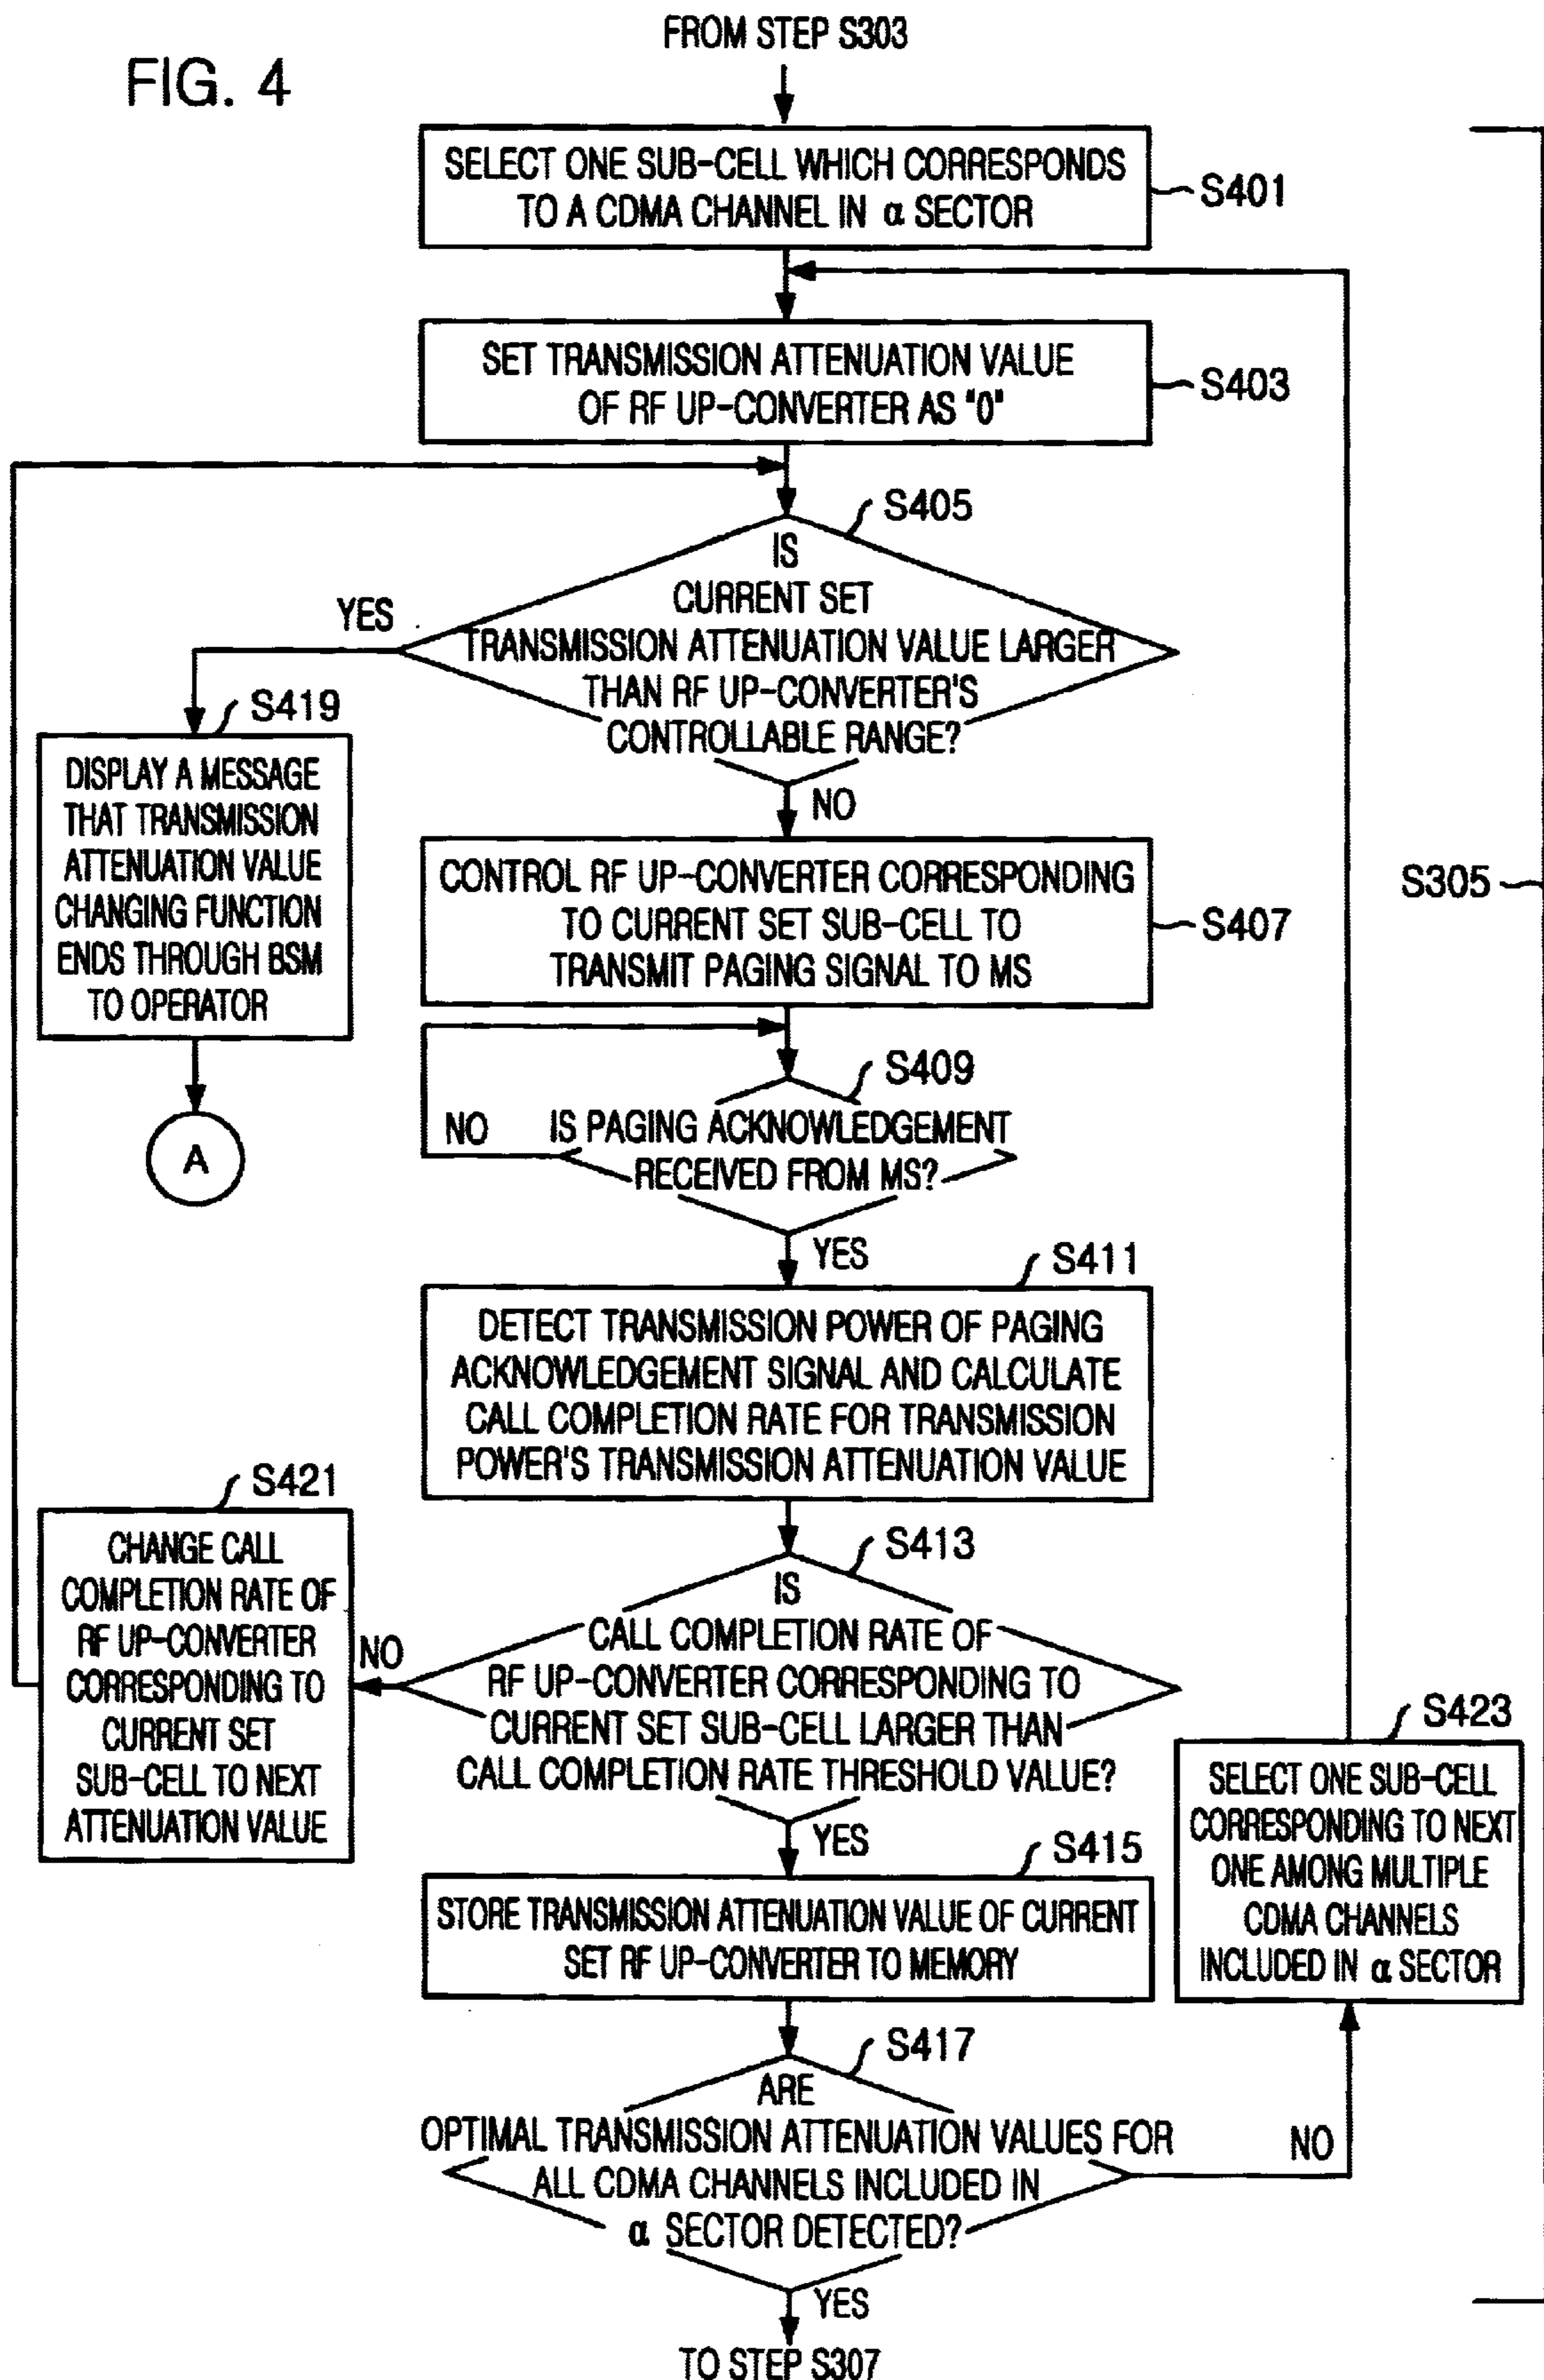 FROM STEP S303
FIG. 4
SELECT ONE SUB-CELL WHICH CORRESPONDS
TO A CDMA CHANNEL IN α SECTOR
S401
SET TRANSMISSION ATTENUATION VALUE
OF RF UP-CONVERTER AS "0"
S403
S405
IS
CURRENT SET
TRANSMISSION ATTENUATION VALUE LARGER
THAN RF UP-CONVERTER'S
CONTROLLABLE RANGE?
YES
NO
S419
DISPLAY A MESSAGE
THAT TRANSMISSION
ATTENUATION VALUE
CHANGING FUNCTION
ENDS THROUGH BSM
TO OPERATOR
A
CONTROL RF UP-CONVERTER CORRESPONDING
TO CURRENT SET SUB-CELL TO
TRANSMIT PAGING SIGNAL TO MS
S407
S305
S409
IS PAGING ACKNOWLEDGEMENT
RECEIVED FROM MS?
NO
YES
S411
DETECT TRANSMISSION POWER OF PAGING
ACKNOWLEDGEMENT SIGNAL AND CALCULATE
CALL COMPLETION RATE FOR TRANSMISSION
POWER'S TRANSMISSION ATTENUATION VALUE
S413
IS
CALL COMPLETION RATE OF
RF UP-CONVERTER CORRESPONDING TO
CURRENT SET SUB-CELL LARGER THAN
CALL COMPLETION RATE THRESHOLD VALUE?
NO
YES
S421
CHANGE CALL
COMPLETION RATE OF
RF UP-CONVERTER
CORRESPONDING TO
CURRENT SET
SUB-CELL TO NEXT
ATTENUATION VALUE
S415
STORE TRANSMISSION ATTENUATION VALUE OF CURRENT
SET RF UP-CONVERTER TO MEMORY
S423
SELECT ONE SUB-CELL
CORRESPONDING TO NEXT
ONE AMONG MULTIPLE
CDMA CHANNELS
INCLUDED IN α SECTOR
S417
ARE
OPTIMAL TRANSMISSION ATTENUATION VALUES FOR
ALL CDMA CHANNELS INCLUDED IN
α SECTOR DETECTED?
NO
YES
TO STEP S307